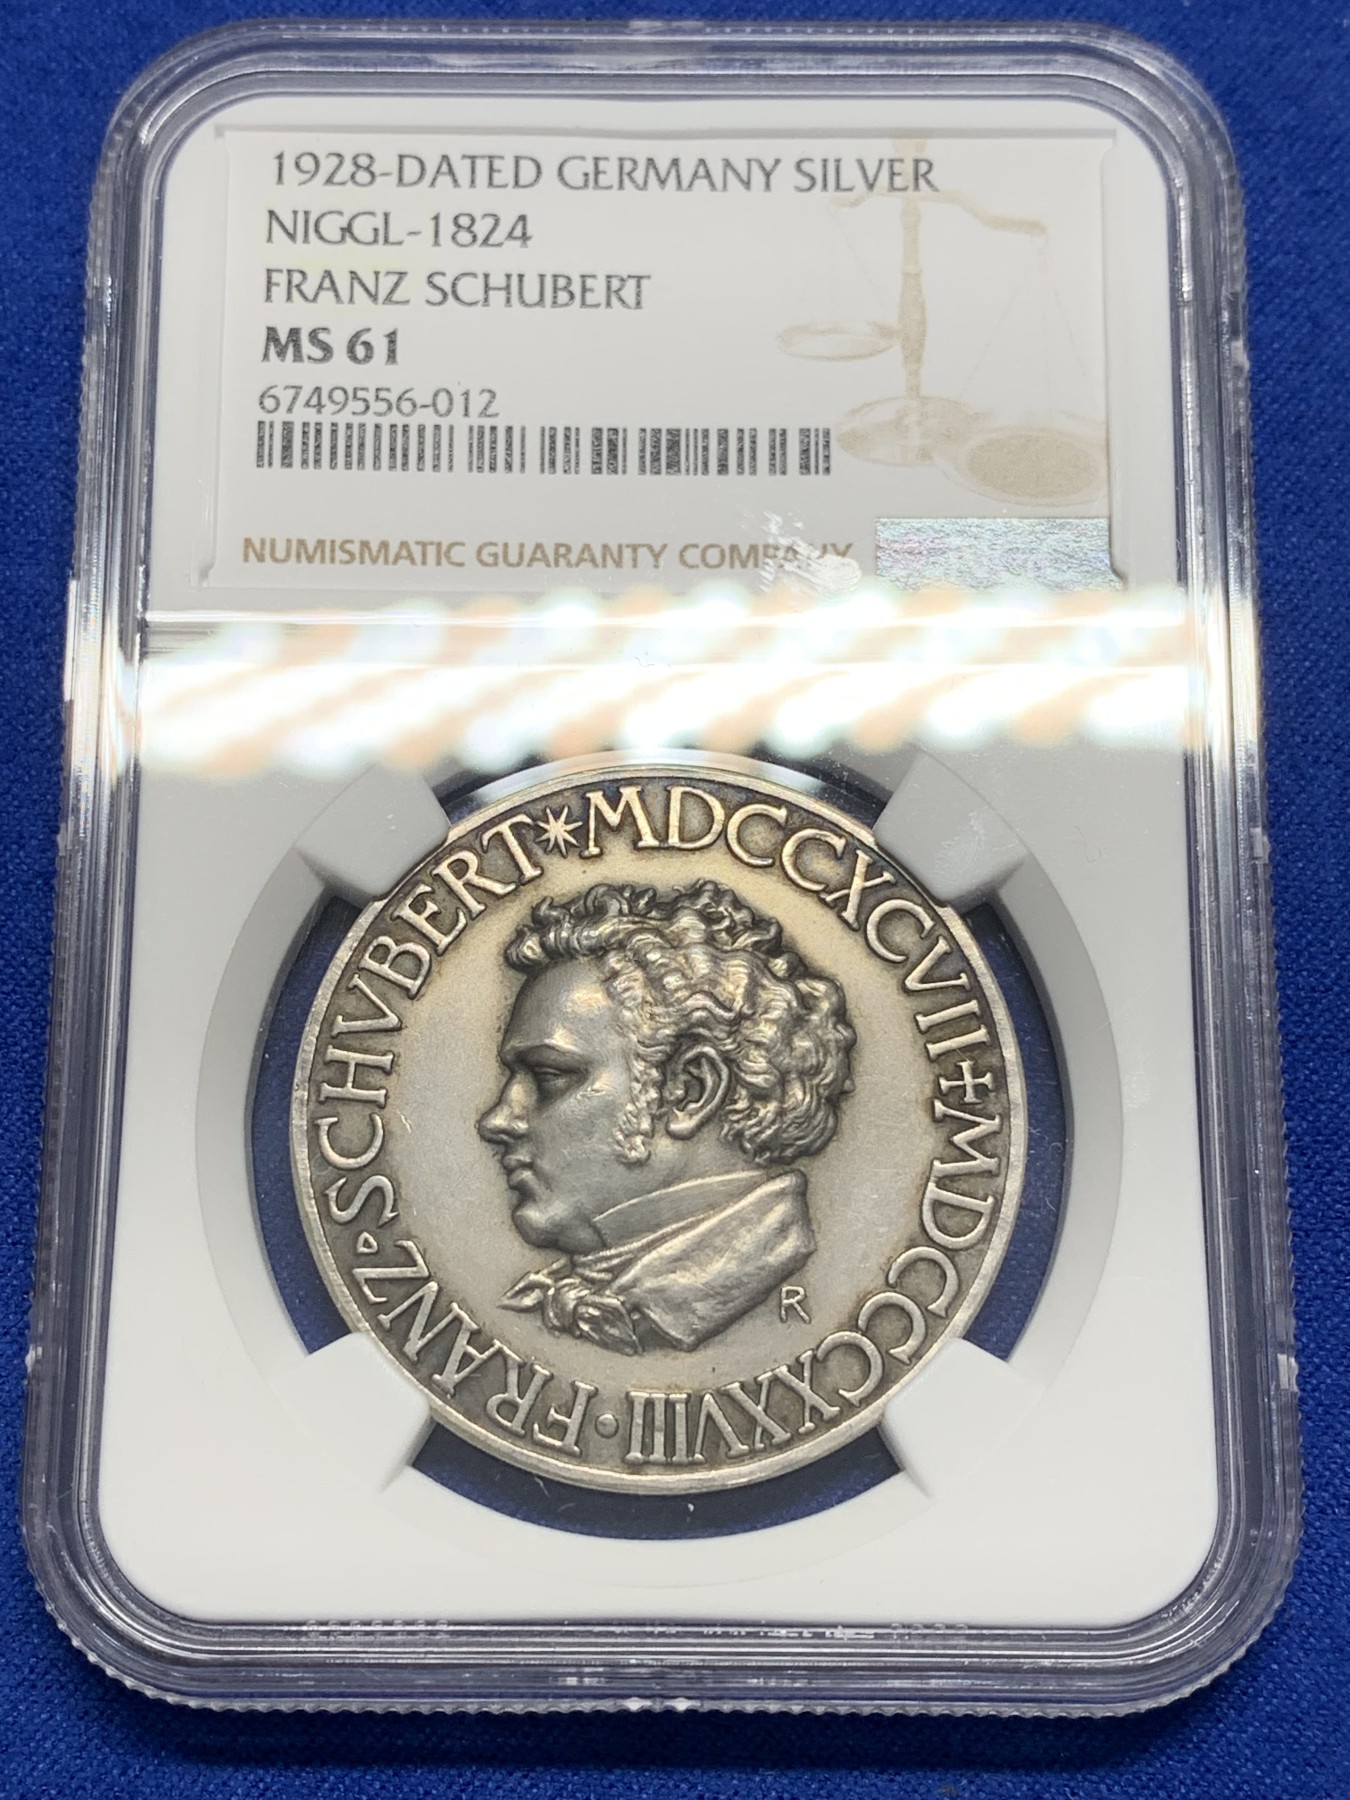 1928-DATED GERMANY SILVER
NIGGL-1824
FRANZ SCHUBERT
MS 61
6749556-012
NUMISMATIC GUARANTY COMPANY
FRANZ·SCHVBERT*MDCCXCVII+MDCCCXXVIII·
R